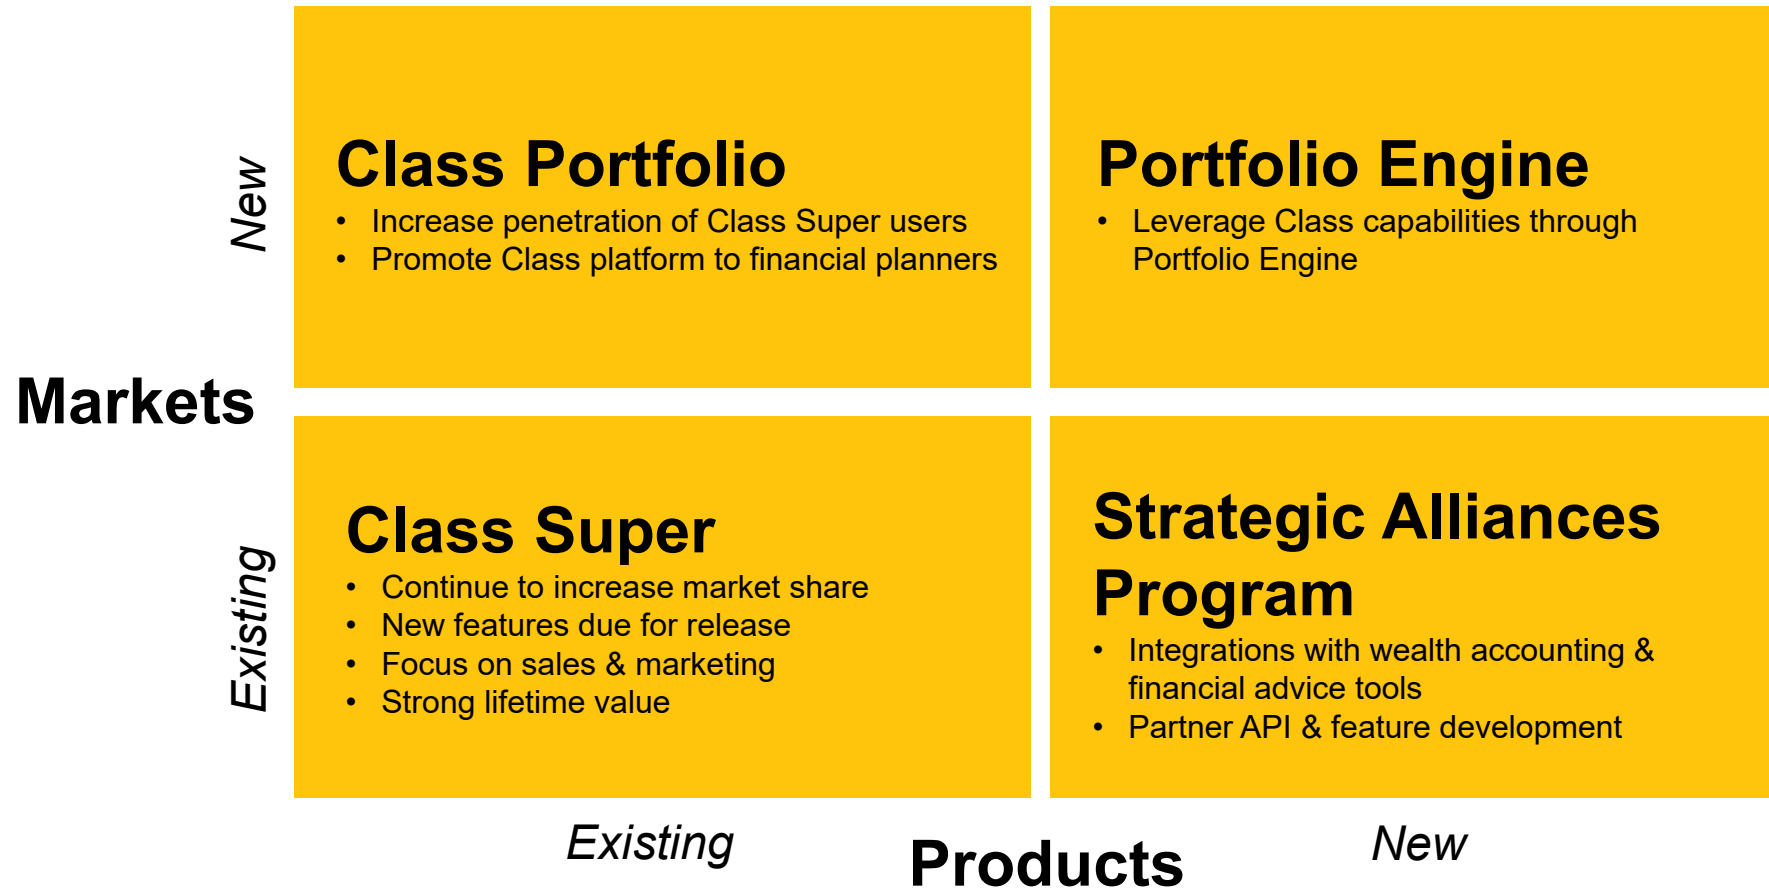 New
Class Portfolio
• Increase penetration of Class Super users
• Promote Class platform to financial planners
Portfolio Engine
• Leverage Class capabilities through
Portfolio Engine
Markets
Existing
Class Super
• Continue to increase market share
• New features due for release
• Focus on sales & marketing
• Strong lifetime value
Strategic Alliances
Program
• Integrations with wealth accounting &
financial advice tools
• Partner API & feature development
Existing
Products
New